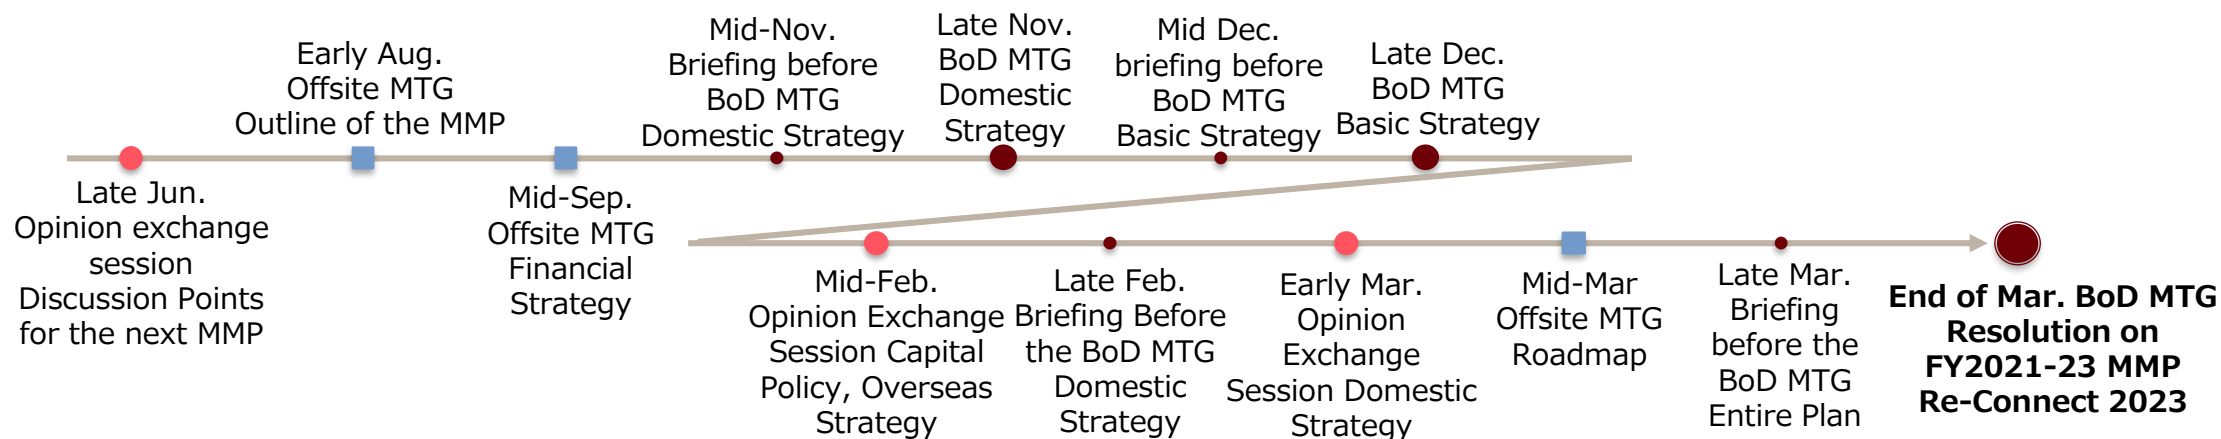 Late Jun.
Opinion exchange
session
Discussion Points
for the next MMP
Early Aug.
Offsite MTG
Outline of the MMP
Mid-Sep.
Offsite MTG
Financial
Strategy
Mid-Nov.
Briefing before
BoD MTG
Domestic Strategy
Late Nov.
BoD MTG
Domestic
Strategy
Mid Dec.
briefing before
BoD MTG
Basic Strategy
Late Dec.
BoD MTG
Basic Strategy
Mid-Feb.
Opinion Exchange
Session Capital
Policy, Overseas
Strategy
Late Feb.
Briefing Before
the BoD MTG
Domestic
Strategy
Early Mar.
Opinion
Exchange
Session Domestic
Strategy
Mid-Mar
Offsite MTG
Roadmap
Late Mar.
Briefing
before the
BoD MTG
Entire Plan
End of Mar. BoD MTG
Resolution on
FY2021-23 MMP
Re-Connect 2023